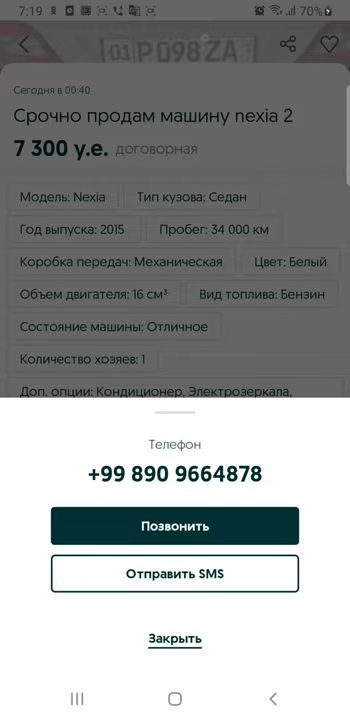 7:19
70%
01 P 098 ZA
Сегодня в 00:40
Срочно продам машину nexia 2
7 300 у.е. договорная
Модель: Nexia Тип кузова: Седан
Год выпуска: 2015 Пробег: 34 000 км
Коробка передач: Механическая Цвет: Белый
Объем двигателя: 16 см³ Вид топлива: Бензин
Состояние машины: Отличное
Количество хозяев: 1
Доп. опции: Кондиционер, Электрозеркала,
Телефон
+99 890 9664878
Позвонить
Отправить SMS
Закрыть